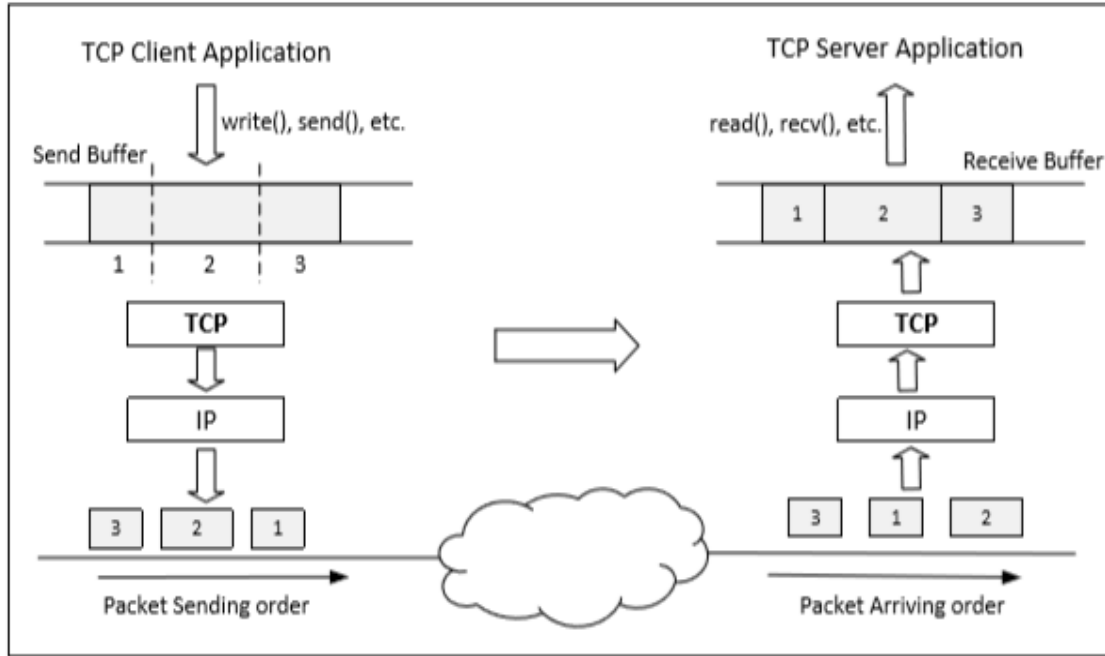 TCP Client Application
write(), send(), etc.
Send Buffer
1 2 3
TCP
IP
3 2 1
Packet Sending order
TCP Server Application
read(), recv(), etc.
Receive Buffer
1 2 3
TCP
IP
3 1 2
Packet Arriving order